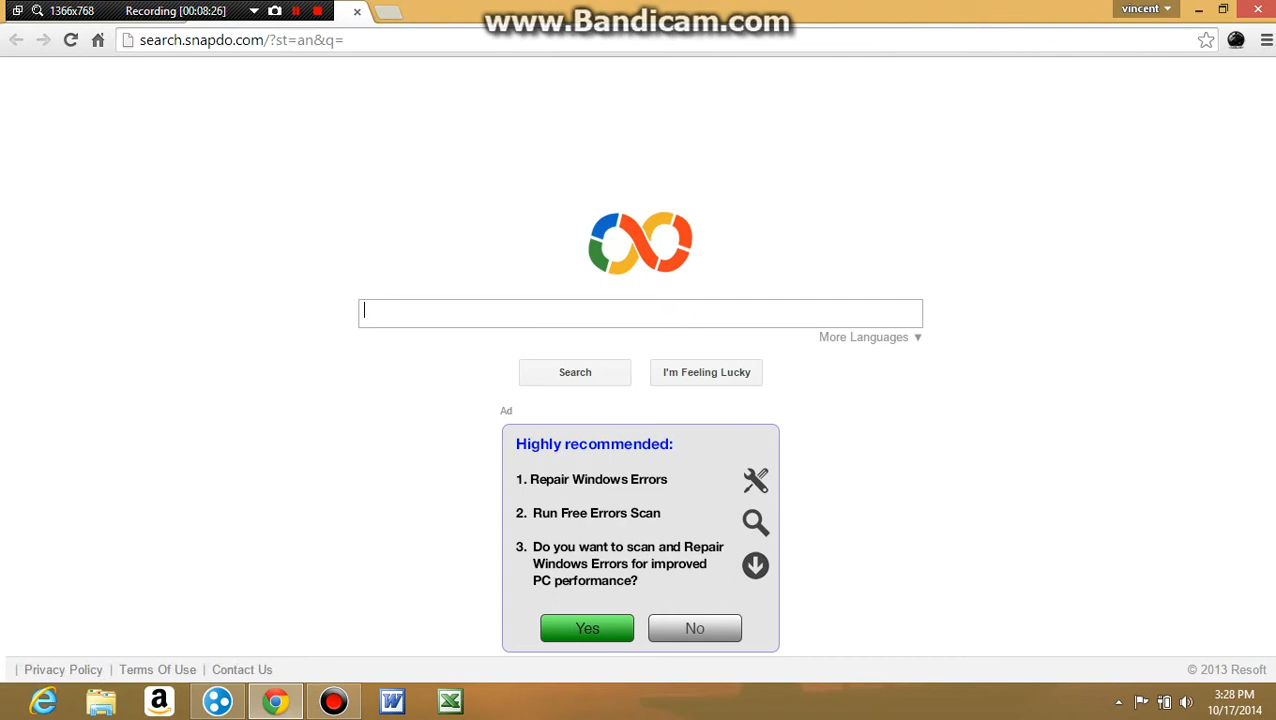 1366x768
Recording [00:08:26]
www.Bandicam.com
vincent
search.snapdo.com/?st=an&q=
More Languages ▼
Search
I'm Feeling Lucky
Ad
Highly recommended:
1. Repair Windows Errors
2. Run Free Errors Scan
3. Do you want to scan and Repair
Windows Errors for improved
PC performance?
Yes
No
| Privacy Policy | Terms Of Use | Contact Us
© 2013 Resoft
3:28 PM
10/17/2014